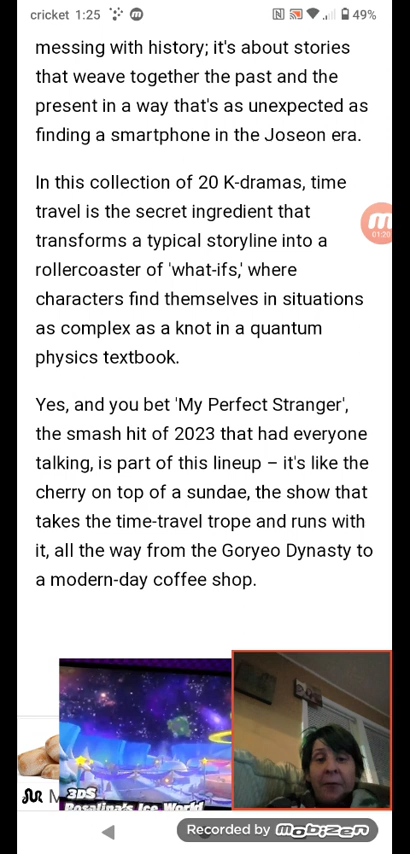 cricket 1:25 49%
messing with history; it's about stories
that weave together the past and the
present in a way that's as unexpected as
finding a smartphone in the Joseon era.
In this collection of 20 K-dramas, time
travel is the secret ingredient that
transforms a typical storyline into a
rollercoaster of 'what-ifs,' where
characters find themselves in situations
as complex as a knot in a quantum
physics textbook.
01:20
Yes, and you bet 'My Perfect Stranger',
the smash hit of 2023 that had everyone
talking, is part of this lineup – it's like the
cherry on top of a sundae, the show that
takes the time-travel trope and runs with
it, all the way from the Goryeo Dynasty to
a modern-day coffee shop.
3DS
Rosalina's Ice World
Recorded by mobizen